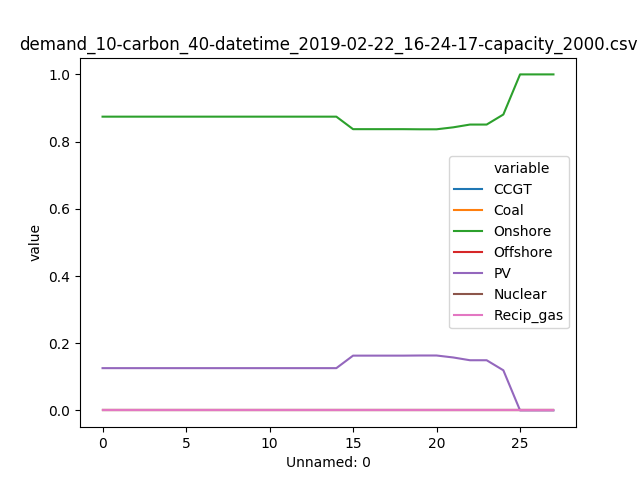 demand_10-carbon_40-datetime_2019-02-22_16-24-17-capacity_2000.csv
1.0
0.8
0.6
0.4
0.2
0.0
value
variable
CCGT
Coal
Onshore
Offshore
PV
Nuclear
Recip_gas
0 5 10 15 20 25
Unnamed: 0